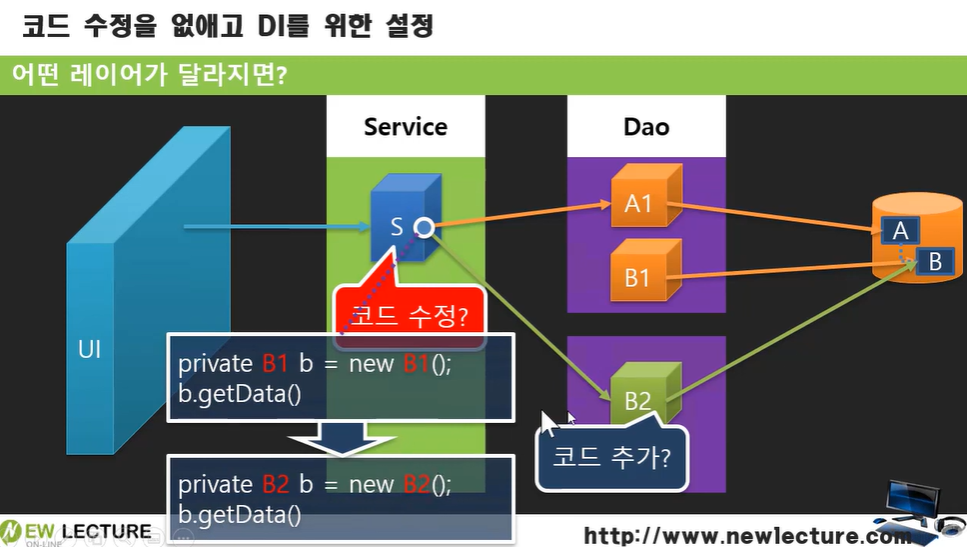 코드 수정을 없애고 DI를 위한 설정
어떤 레이어가 달라지면?
Service
Dao
UI
S
A1
B1
A
B
코드 수정?
private B1 b = new B1();
b.getData()
B2
코드 추가?
private B2 b = new B2();
b.getData()
NEW LECTURE
ON-LINE
http://www.newlecture.com